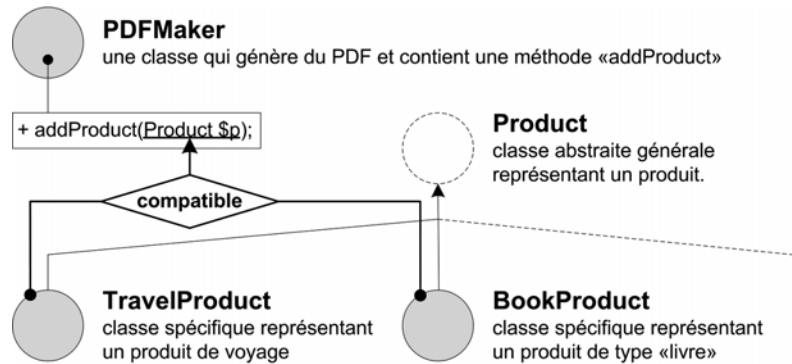 PDFMaker
une classe qui génère du PDF et contient une méthode «addProduct»
+ addProduct(Product $p);
Product
classe abstraite générale
représentant un produit.
compatible
TravelProduct
classe spécifique représentant
un produit de voyage
BookProduct
classe spécifique représentant
un produit de type «livre»